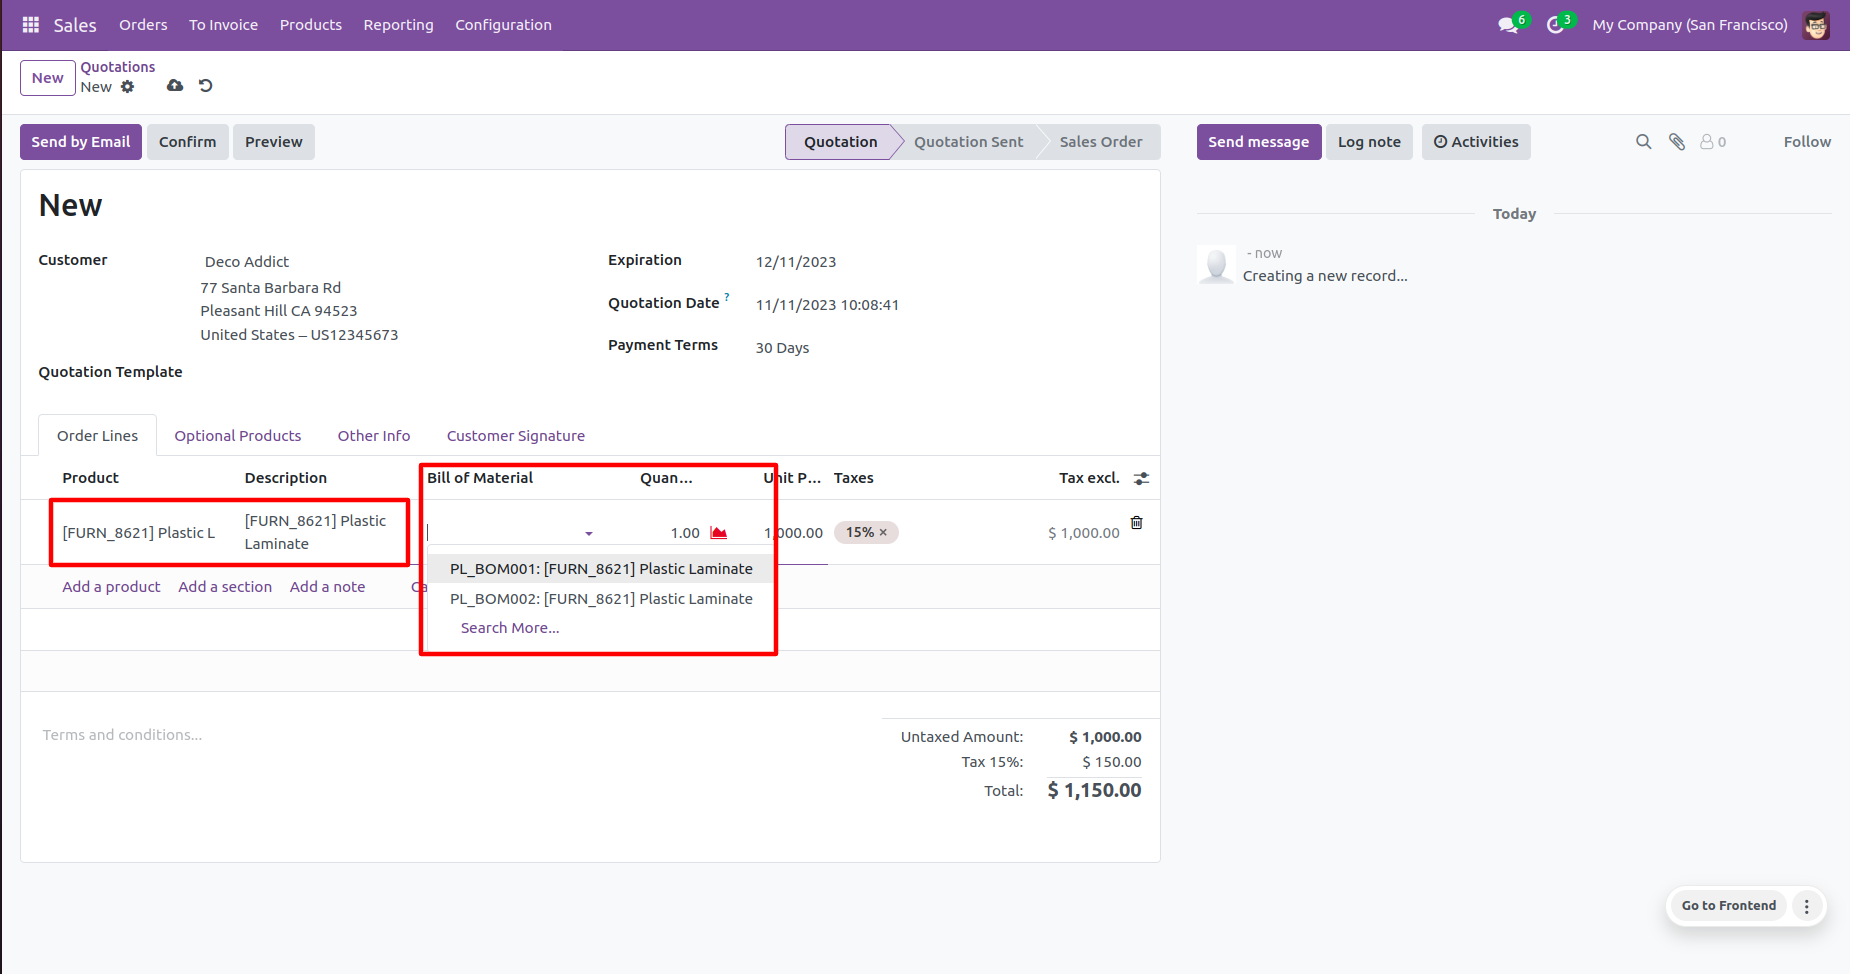 Sales Orders To Invoice Products Reporting Configuration 6 3 My Company (San Francisco)
New Quotations
New
Send by Email Confirm Preview Quotation Quotation Sent Sales Order Send message Log note Activities 0 Follow
New
Today
Customer Deco Addict Expiration 12/11/2023
- now
Creating a new record...
77 Santa Barbara Rd
Pleasant Hill CA 94523
United States – US12345673
Quotation Date ? 11/11/2023 10:08:41
Payment Terms 30 Days
Quotation Template
Order Lines Optional Products Other Info Customer Signature
Product Description Bill of Material Quan... Unit P... Taxes Tax excl.
[FURN_8621] Plastic L [FURN_8621] Plastic
Laminate
1.00 1,000.00 15% × $ 1,000.00
PL_BOM001: [FURN_8621] Plastic Laminate
PL_BOM002: [FURN_8621] Plastic Laminate
Search More...
Add a product Add a section Add a note
Terms and conditions...
Untaxed Amount: $ 1,000.00
Tax 15%: $ 150.00
Total: $ 1,150.00
Go to Frontend